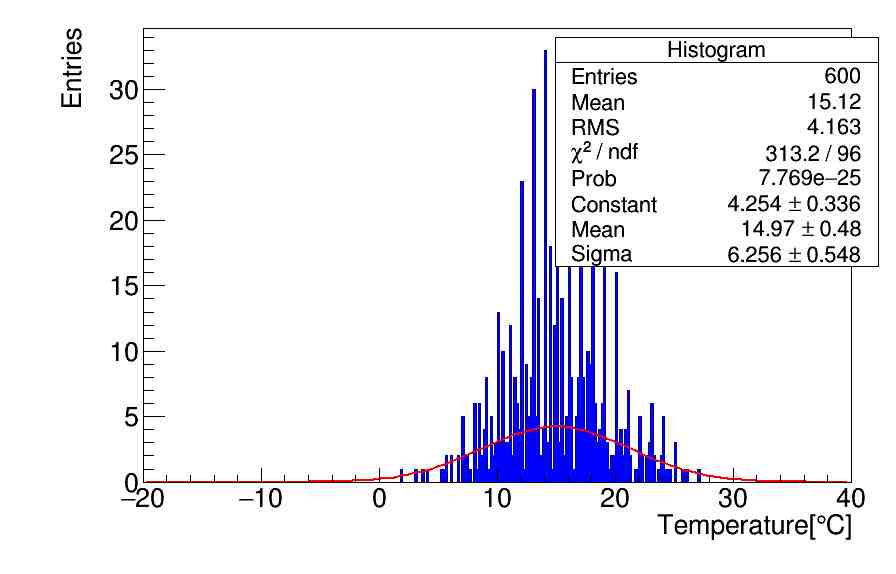 Entries
30
25
20
15
10
5
0
−20 −10 0 10 20 30 40
Temperature[°C]
Histogram
Entries 600
Mean 15.12
RMS 4.163
χ² / ndf 313.2 / 96
Prob 7.769e−25
Constant 4.254 ± 0.336
Mean 14.97 ± 0.48
Sigma 6.256 ± 0.548